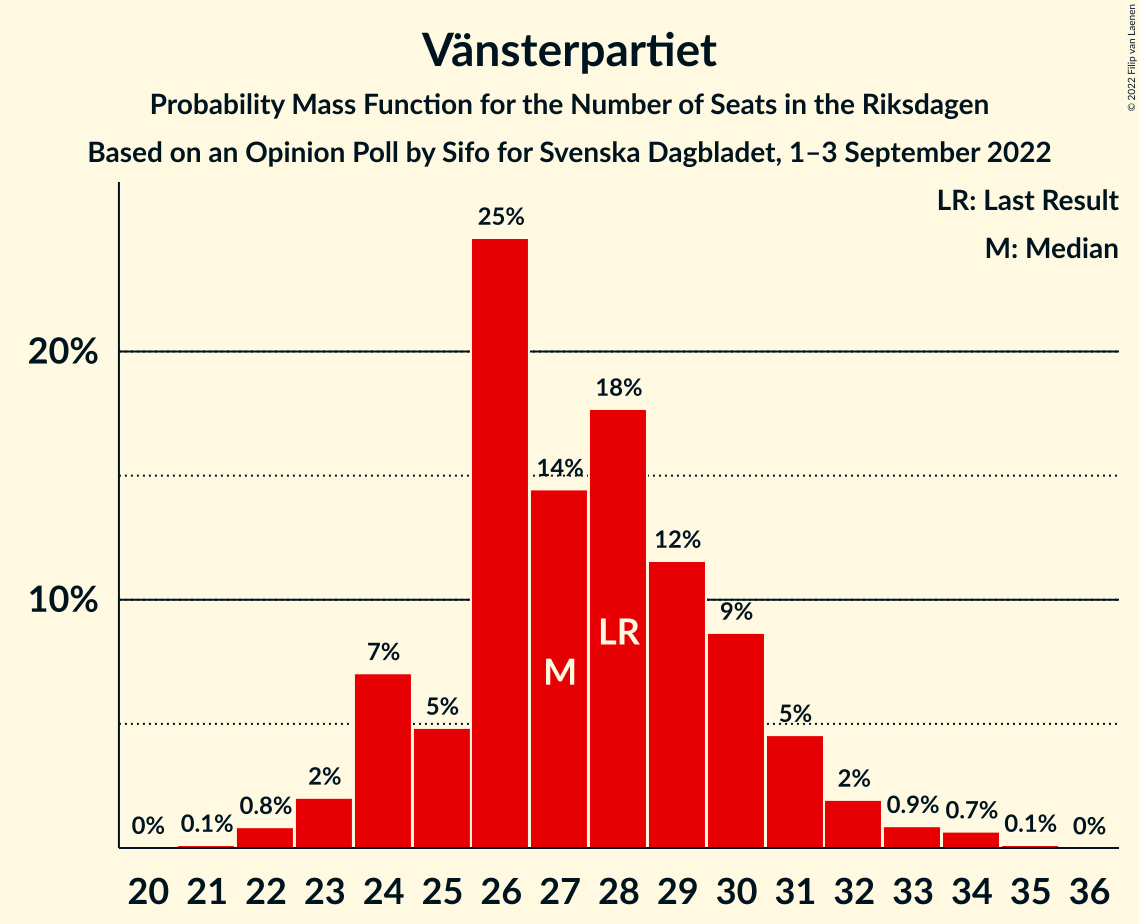 Vänsterpartiet
Probability Mass Function for the Number of Seats in the Riksdagen
Based on an Opinion Poll by Sifo for Svenska Dagbladet, 1–3 September 2022
© 2022 Filip van Laenen
LR: Last Result
M: Median
20%
10%
0%
0.1%
0.8%
2%
7%
5%
25%
14%
18%
12%
9%
5%
2%
0.9%
0.7%
0.1%
0%
M
LR
20 21 22 23 24 25 26 27 28 29 30 31 32 33 34 35 36